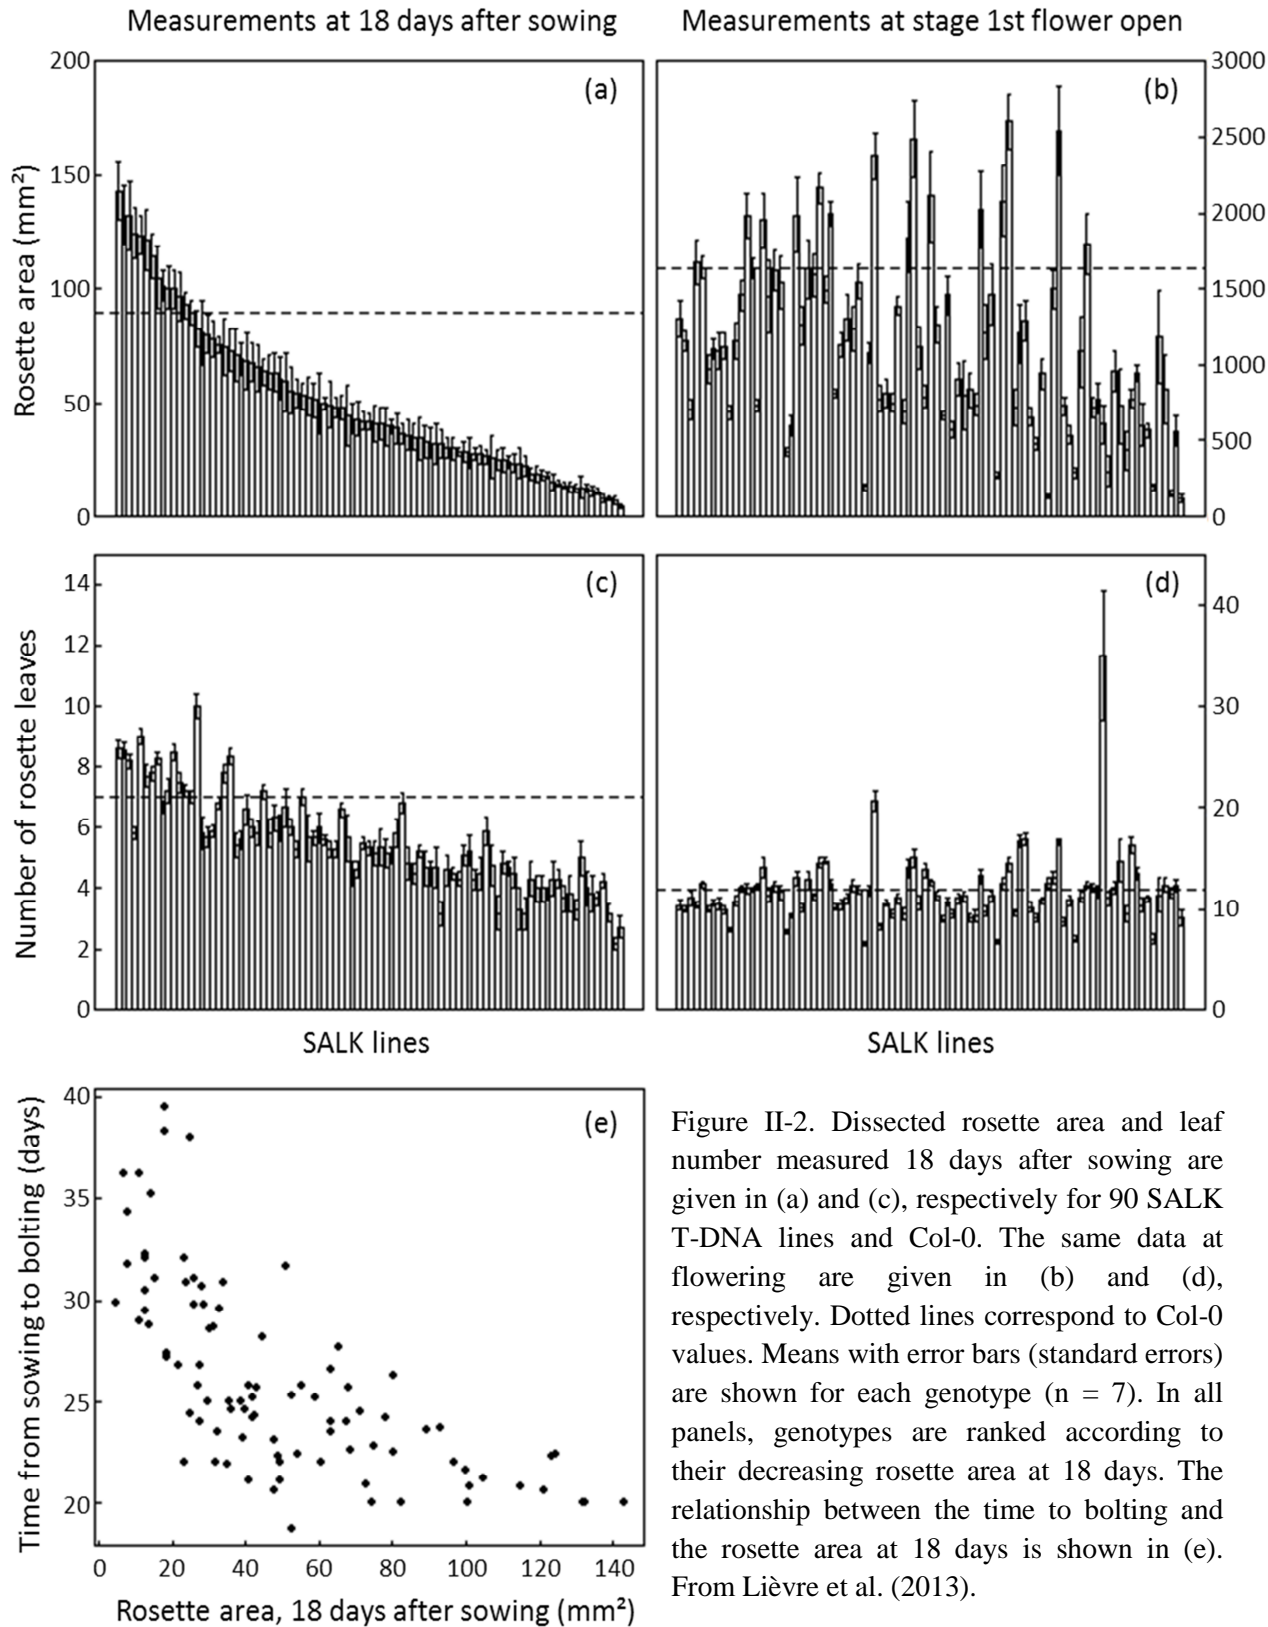 Measurements at 18 days after sowing
Measurements at stage 1st flower open
Rosette area (mm²)
200
150
100
50
0
(a)
(b)
3000
2500
2000
1500
1000
500
0
Number of rosette leaves
14
12
10
8
6
4
2
0
(c)
(d)
40
30
20
10
0
SALK lines
SALK lines
Time from sowing to bolting (days)
40
35
30
25
20
(e)
0 20 40 60 80 100 120 140
Rosette area, 18 days after sowing (mm²)
Figure II-2. Dissected rosette area and leaf
number measured 18 days after sowing are
given in (a) and (c), respectively for 90 SALK
T-DNA lines and Col-0. The same data at
flowering are given in (b) and (d),
respectively. Dotted lines correspond to Col-0
values. Means with error bars (standard errors)
are shown for each genotype (n = 7). In all
panels, genotypes are ranked according to
their decreasing rosette area at 18 days. The
relationship between the time to bolting and
the rosette area at 18 days is shown in (e).
From Lièvre et al. (2013).